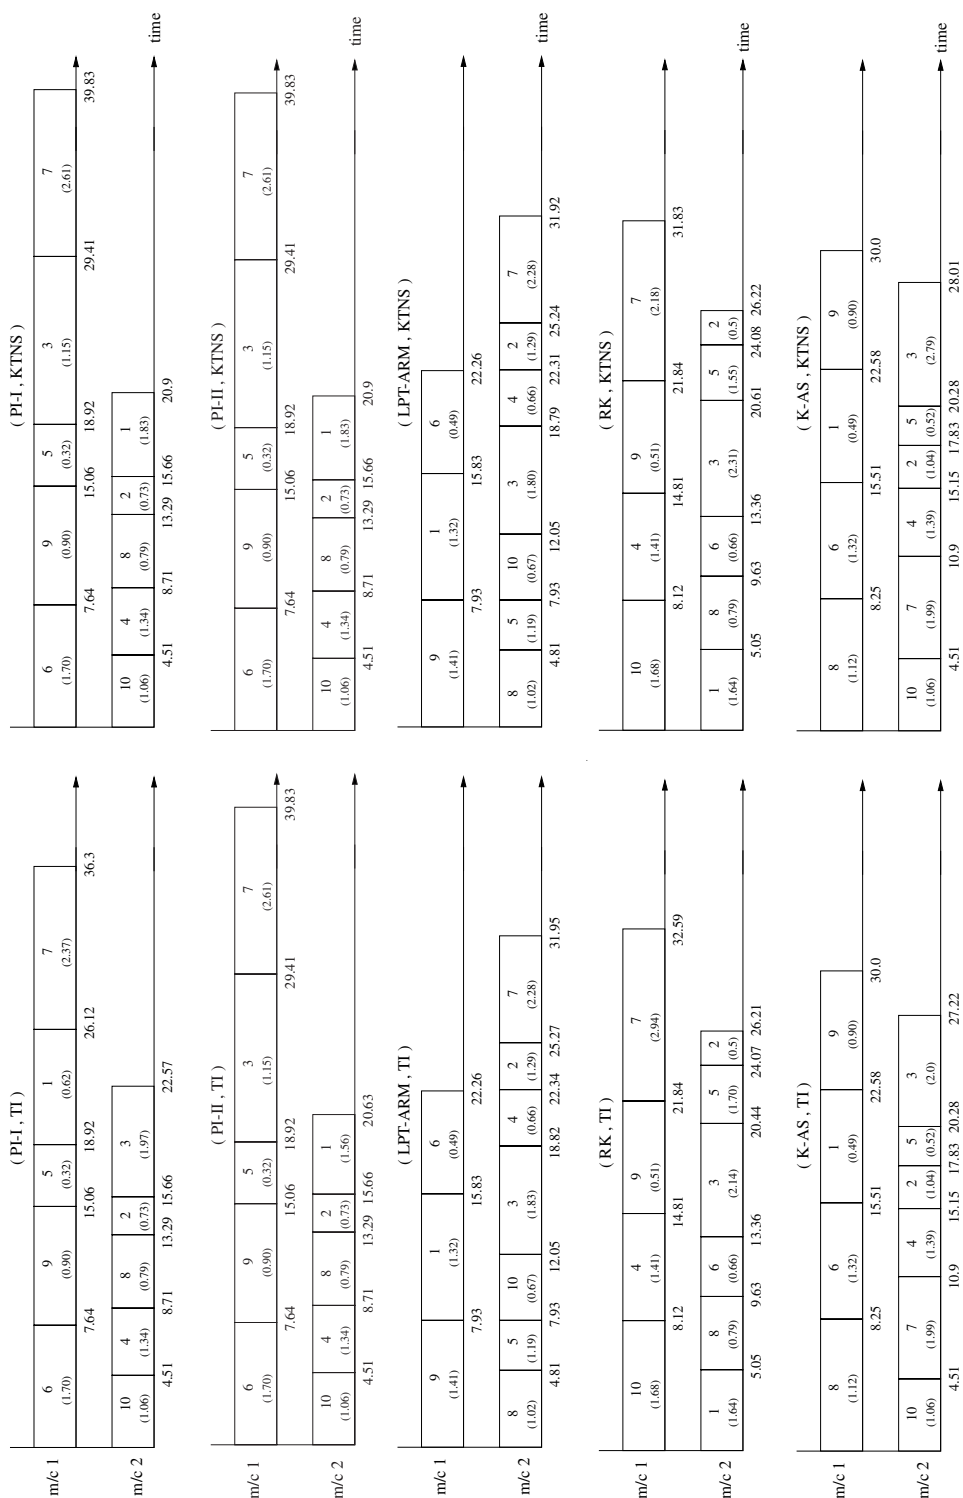 ( PI-I , TI ) ( PI-I , KTNS )
m/c 1 6 9 5 1 7 6 9 5 3 7
(1.70) (0.90) (0.32) (0.62) (2.37) (1.70) (0.90) (0.32) (1.15) (2.61)
7.64 15.06 18.92 26.12 36.3 7.64 15.06 18.92 29.41 39.83
m/c 2 10 4 8 2 3 10 4 8 2 1
(1.06) (1.34) (0.79) (0.73) (1.97) (1.06) (1.34) (0.79) (0.73) (1.83)
4.51 8.71 13.29 15.66 22.57 4.51 8.71 13.29 15.66 20.9
time
( PI-II , TI ) ( PI-II , KTNS )
6 9 5 3 7 6 9 5 3 7
(1.70) (0.90) (0.32) (1.15) (2.61) (1.70) (0.90) (0.32) (1.15) (2.61)
m/c 1
7.64 15.06 18.92 29.41 39.83 7.64 15.06 18.92 29.41 39.83
10 4 8 2 1 10 4 8 2 1
(1.06) (1.34) (0.79) (0.73) (1.56) (1.06) (1.34) (0.79) (0.73) (1.83)
m/c 2
4.51 8.71 13.29 15.66 20.63 4.51 8.71 13.29 15.66 20.9
time
( LPT-ARM , TI ) ( LPT-ARM , KTNS )
9 1 6 9 1 6
(1.41) (1.32) (0.49) (1.41) (1.32) (0.49)
m/c 1
7.93 15.83 22.26 7.93 15.83 22.26
8 5 10 3 4 2 7 8 5 10 3 4 2 7
(1.02) (1.19) (0.67) (1.83) (0.66) (1.29) (2.28) (1.02) (1.19) (0.67) (1.80) (0.66) (1.29) (2.28)
m/c 2
4.81 7.93 12.05 18.82 22.34 25.27 31.95 4.81 7.93 12.05 18.79 22.31 25.24 31.92
time
( RK , TI ) ( RK , KTNS )
10 4 9 7 10 4 9 7
(1.68) (1.41) (0.51) (2.94) (1.68) (1.41) (0.51) (2.18)
m/c 1
8.12 14.81 21.84 32.59 8.12 14.81 21.84 31.83
1 8 6 3 5 2 1 8 6 3 5 2
(1.64) (0.79) (0.66) (2.14) (1.70) (0.5) (1.64) (0.79) (0.66) (2.31) (1.55) (0.5)
m/c 2
5.05 9.63 13.36 20.44 24.07 26.21 5.05 9.63 13.36 20.61 24.08 26.22
time
( K-AS , TI ) ( K-AS , KTNS )
8 6 1 9 8 6 1 9
(1.12) (1.32) (0.49) (0.90) (1.12) (1.32) (0.49) (0.90)
m/c 1
8.25 15.51 22.58 30.0 8.25 15.51 22.58 30.0
10 7 4 2 5 3 10 7 4 2 5 3
(1.06) (1.99) (1.39) (1.04) (0.52) (2.0) (1.06) (1.99) (1.39) (1.04) (0.52) (2.79)
m/c 2
4.51 10.9 15.15 17.83 20.28 27.22 4.51 10.9 15.15 17.83 20.28 28.01
time